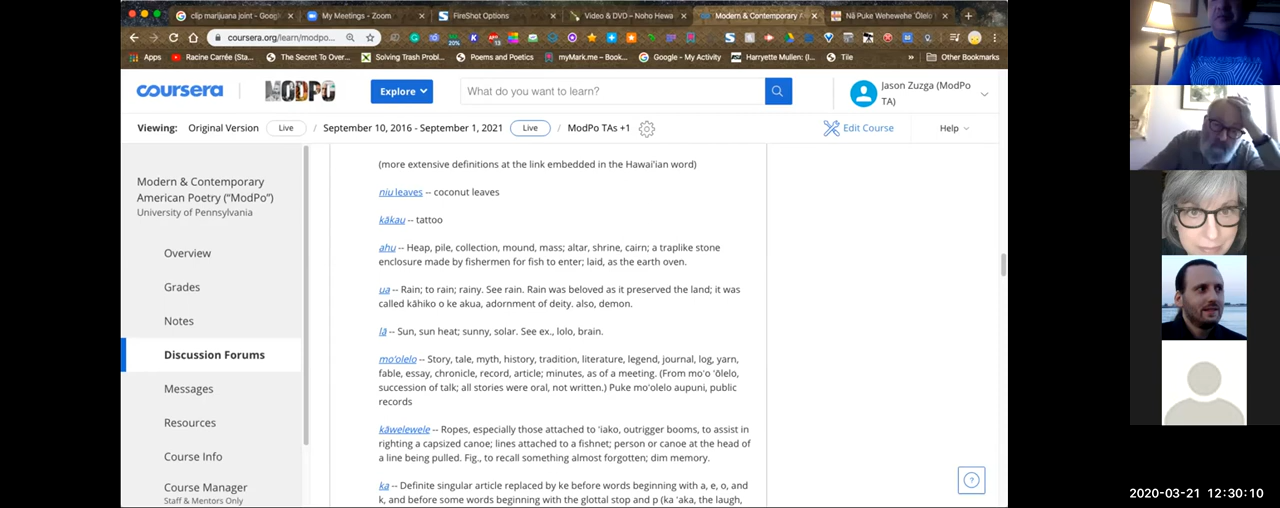 clip marijuana joint - Googl
My Meetings - Zoom
FireShot Options
Video & DVD – Noho Hewa
Modern & Contemporary A
Nā Puke Wehewehe ʻŌlelo
coursera.org/learn/modpo...
Apps
Racine Carrée (Sta...
The Secret To Over...
Solving Trash Probl...
Poems and Poetics
myMark.me – Book...
Google - My Activity
Harryette Mullen: (I...
Tile
Other Bookmarks
coursera
MODPO
Explore
What do you want to learn?
Jason Zuzga (ModPo
TA)
Viewing:
Original Version
Live
/ September 10, 2016 - September 1, 2021
Live
/ ModPo TAs +1
Edit Course
Help
Modern & Contemporary
American Poetry ("ModPo")
University of Pennsylvania
Overview
Grades
Notes
Discussion Forums
Messages
Resources
Course Info
Course Manager
Staff & Mentors Only
(more extensive definitions at the link embedded in the Hawai'ian word)
niu leaves -- coconut leaves
kākau -- tattoo
ahu -- Heap, pile, collection, mound, mass; altar, shrine, cairn; a traplike stone
enclosure made by fishermen for fish to enter; laid, as the earth oven.
ua -- Rain; to rain; rainy. See rain. Rain was beloved as it preserved the land; it was
called kāhiko o ke akua, adornment of deity. also, demon.
lā -- Sun, sun heat; sunny, solar. See ex., lolo, brain.
moʻolelo -- Story, tale, myth, history, tradition, literature, legend, journal, log, yarn,
fable, essay, chronicle, record, article; minutes, as of a meeting. (From moʻo ʻōlelo,
succession of talk; all stories were oral, not written.) Puke moʻolelo aupuni, public
records
kāwelewele -- Ropes, especially those attached to ʻiako, outrigger booms, to assist in
righting a capsized canoe; lines attached to a fishnet; person or canoe at the head of
a line being pulled. Fig., to recall something almost forgotten; dim memory.
ka -- Definite singular article replaced by ke before words beginning with a, e, o, and
k, and before some words beginning with the glottal stop and p (ka ʻaka, the laugh,
2020-03-21 12:30:10